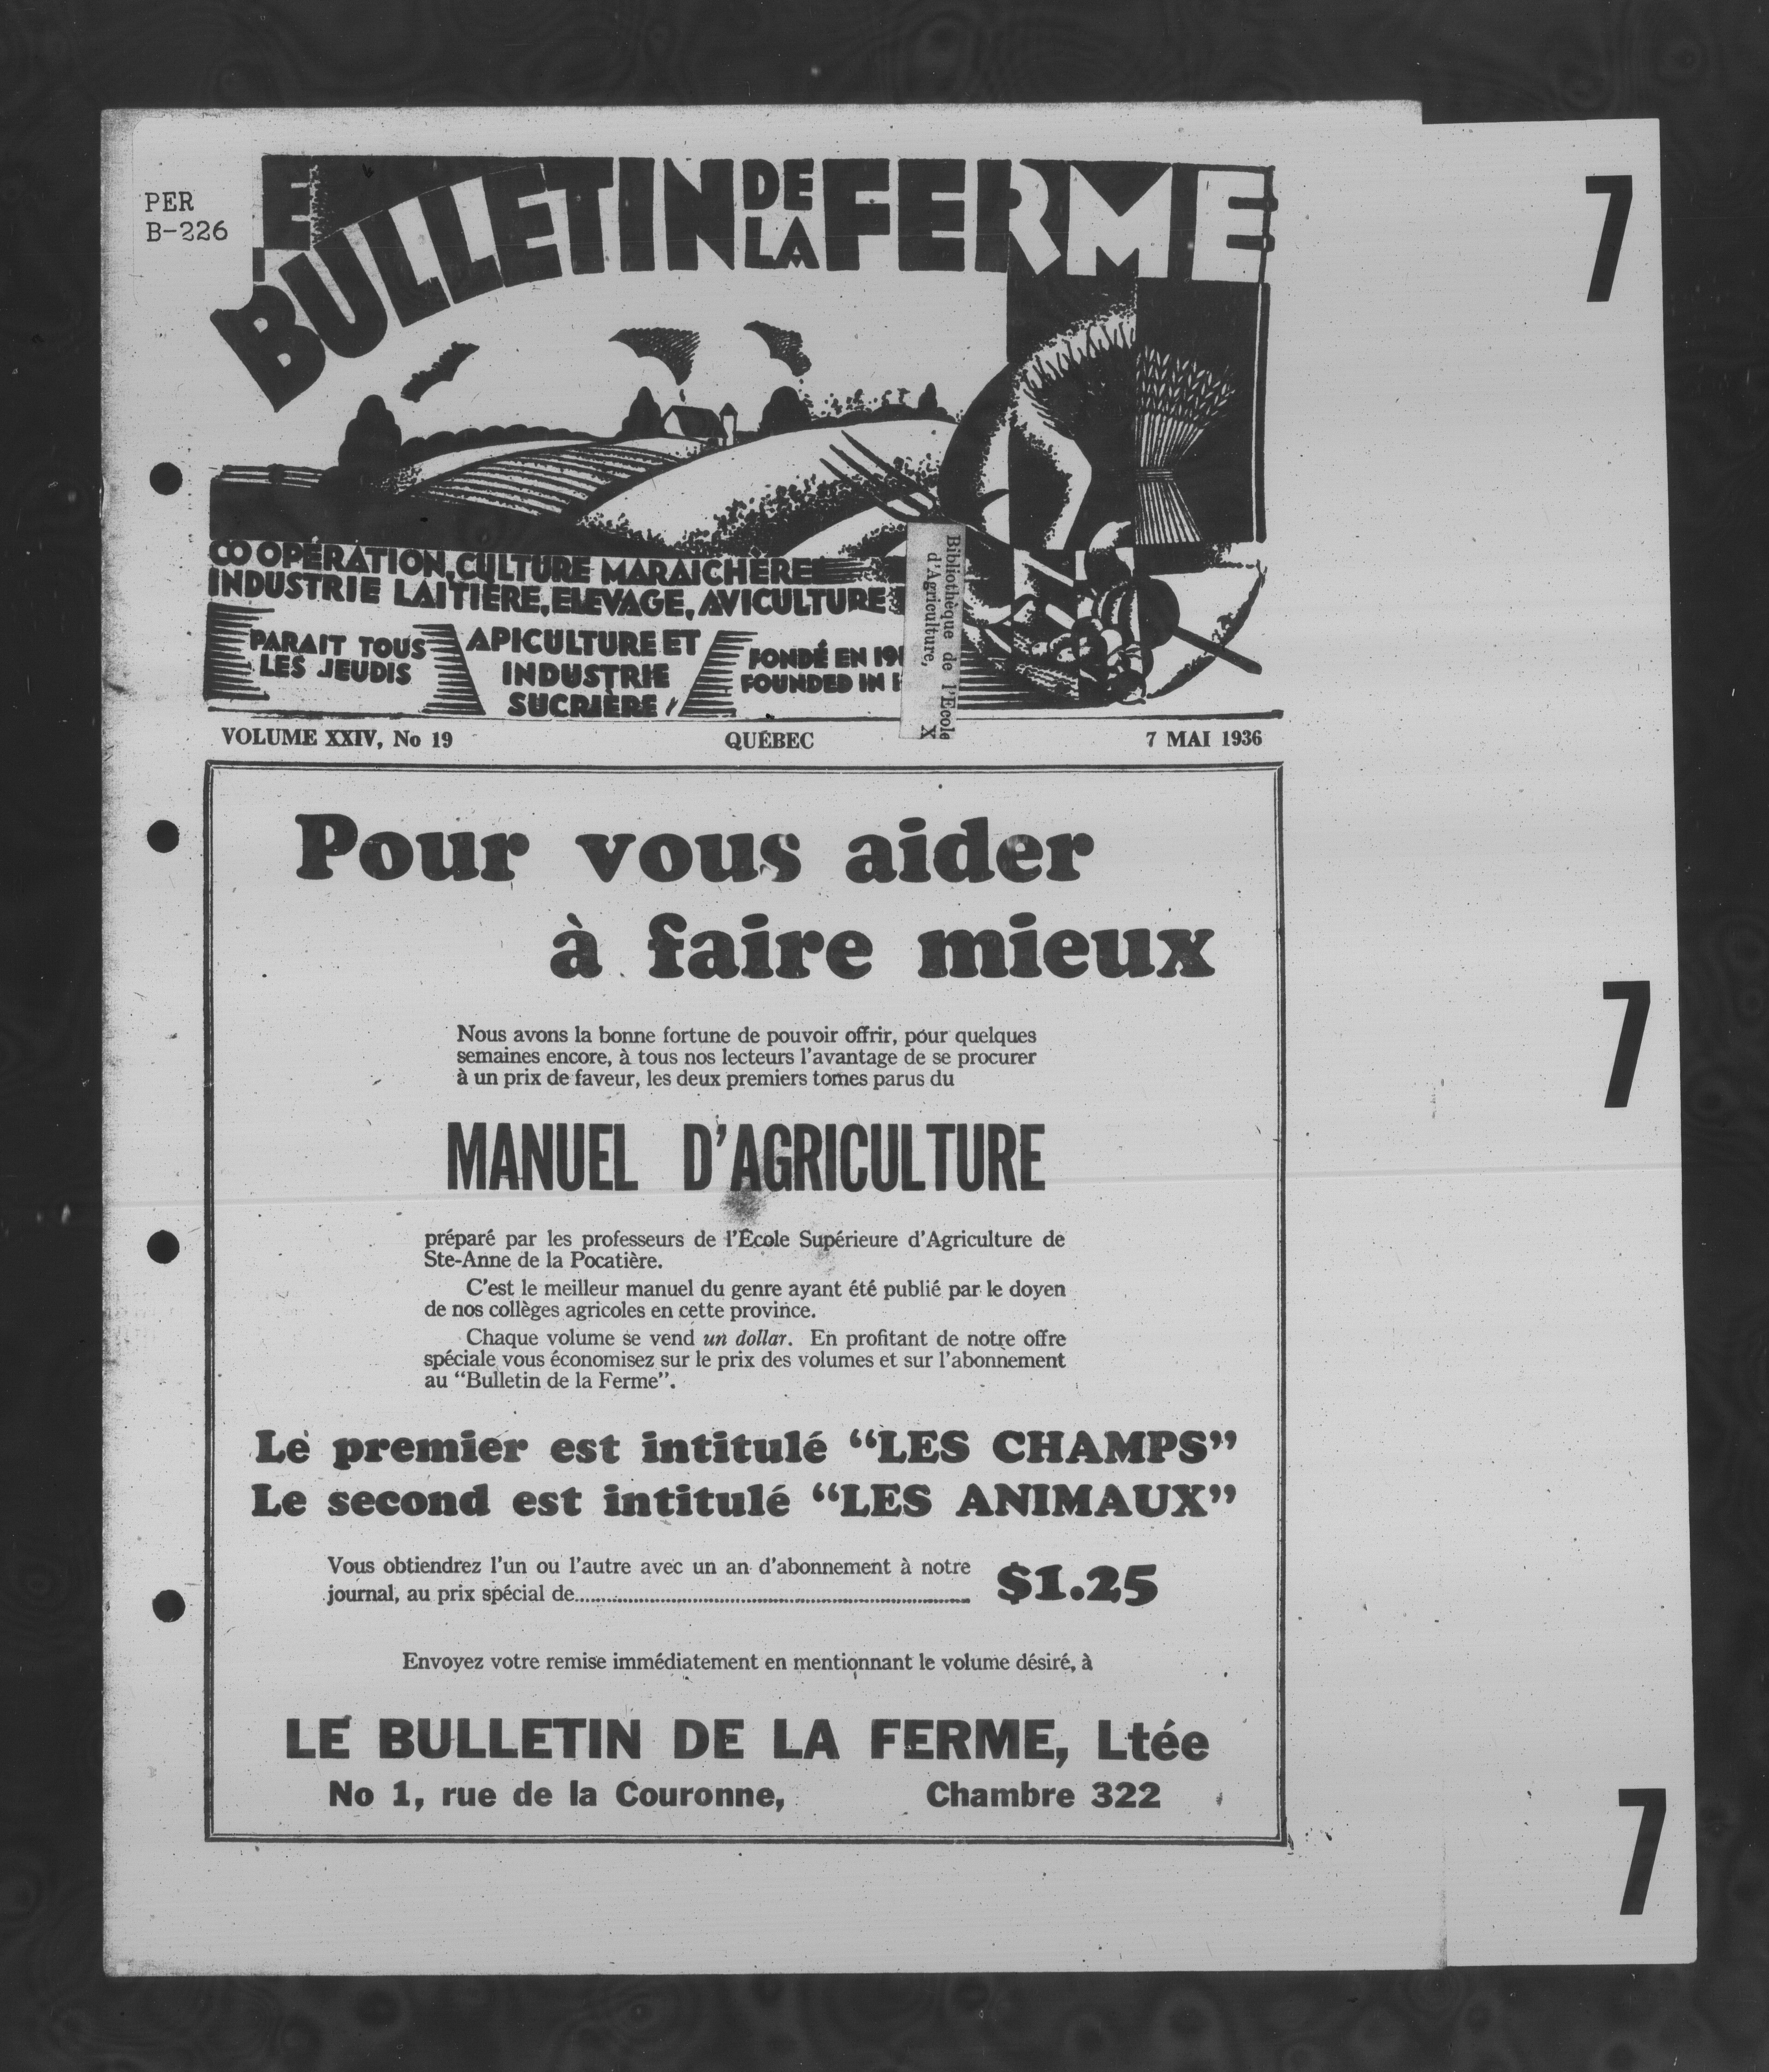 PER
B-226
LE
BULLETIN DE LA FERME
COOPÉRATION, CULTURE MARAICHÈRE
INDUSTRIE LAITIÈRE, ELEVAGE, AVICULTURE
PARAIT TOUS
LES JEUDIS
APICULTURE ET
INDUSTRIE
SUCRIÈRE
FONDÉ EN
FOUNDED IN
Bibliothèque de l'Ecole
d'Agriculture, X
VOLUME XXIV, No 19 QUÉBEC 7 MAI 1936
Pour vous aider
à faire mieux
Nous avons la bonne fortune de pouvoir offrir, pour quelques
semaines encore, à tous nos lecteurs l'avantage de se procurer
à un prix de faveur, les deux premiers tomes parus du
MANUEL D'AGRICULTURE
préparé par les professeurs de l'École Supérieure d'Agriculture de
Ste-Anne de la Pocatière.
C'est le meilleur manuel du genre ayant été publié par le doyen
de nos collèges agricoles en cette province.
Chaque volume se vend un dollar. En profitant de notre offre
spéciale vous économisez sur le prix des volumes et sur l'abonnement
au "Bulletin de la Ferme".
Le premier est intitulé "LES CHAMPS"
Le second est intitulé "LES ANIMAUX"
Vous obtiendrez l'un ou l'autre avec un an d'abonnement à notre
journal, au prix spécial de........ $1.25
Envoyez votre remise immédiatement en mentionnant le volume désiré, à
LE BULLETIN DE LA FERME, Ltée
No 1, rue de la Couronne, Chambre 322
7
7
7